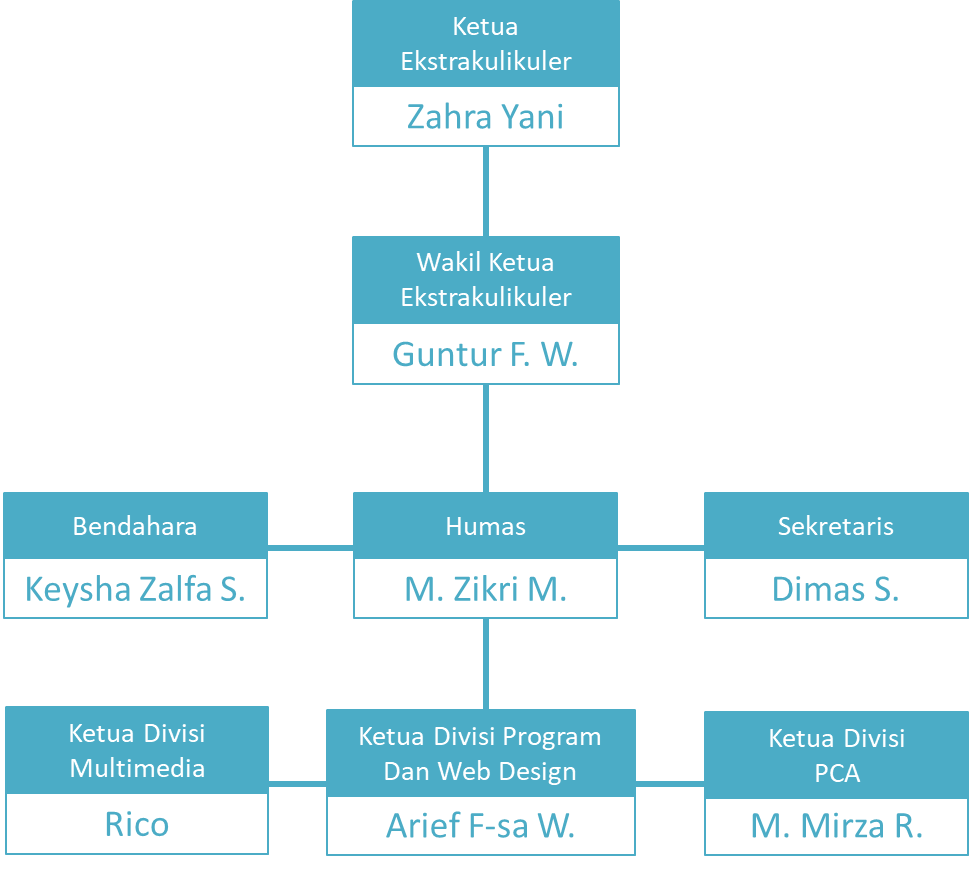 Ketua
Ekstrakulikuler
Zahra Yani
Wakil Ketua
Ekstrakulikuler
Guntur F. W.
Bendahara
Keysha Zalfa S.
Humas
M. Zikri M.
Sekretaris
Dimas S.
Ketua Divisi
Multimedia
Rico
Ketua Divisi Program
Dan Web Design
Arief F-sa W.
Ketua Divisi
PCA
M. Mirza R.